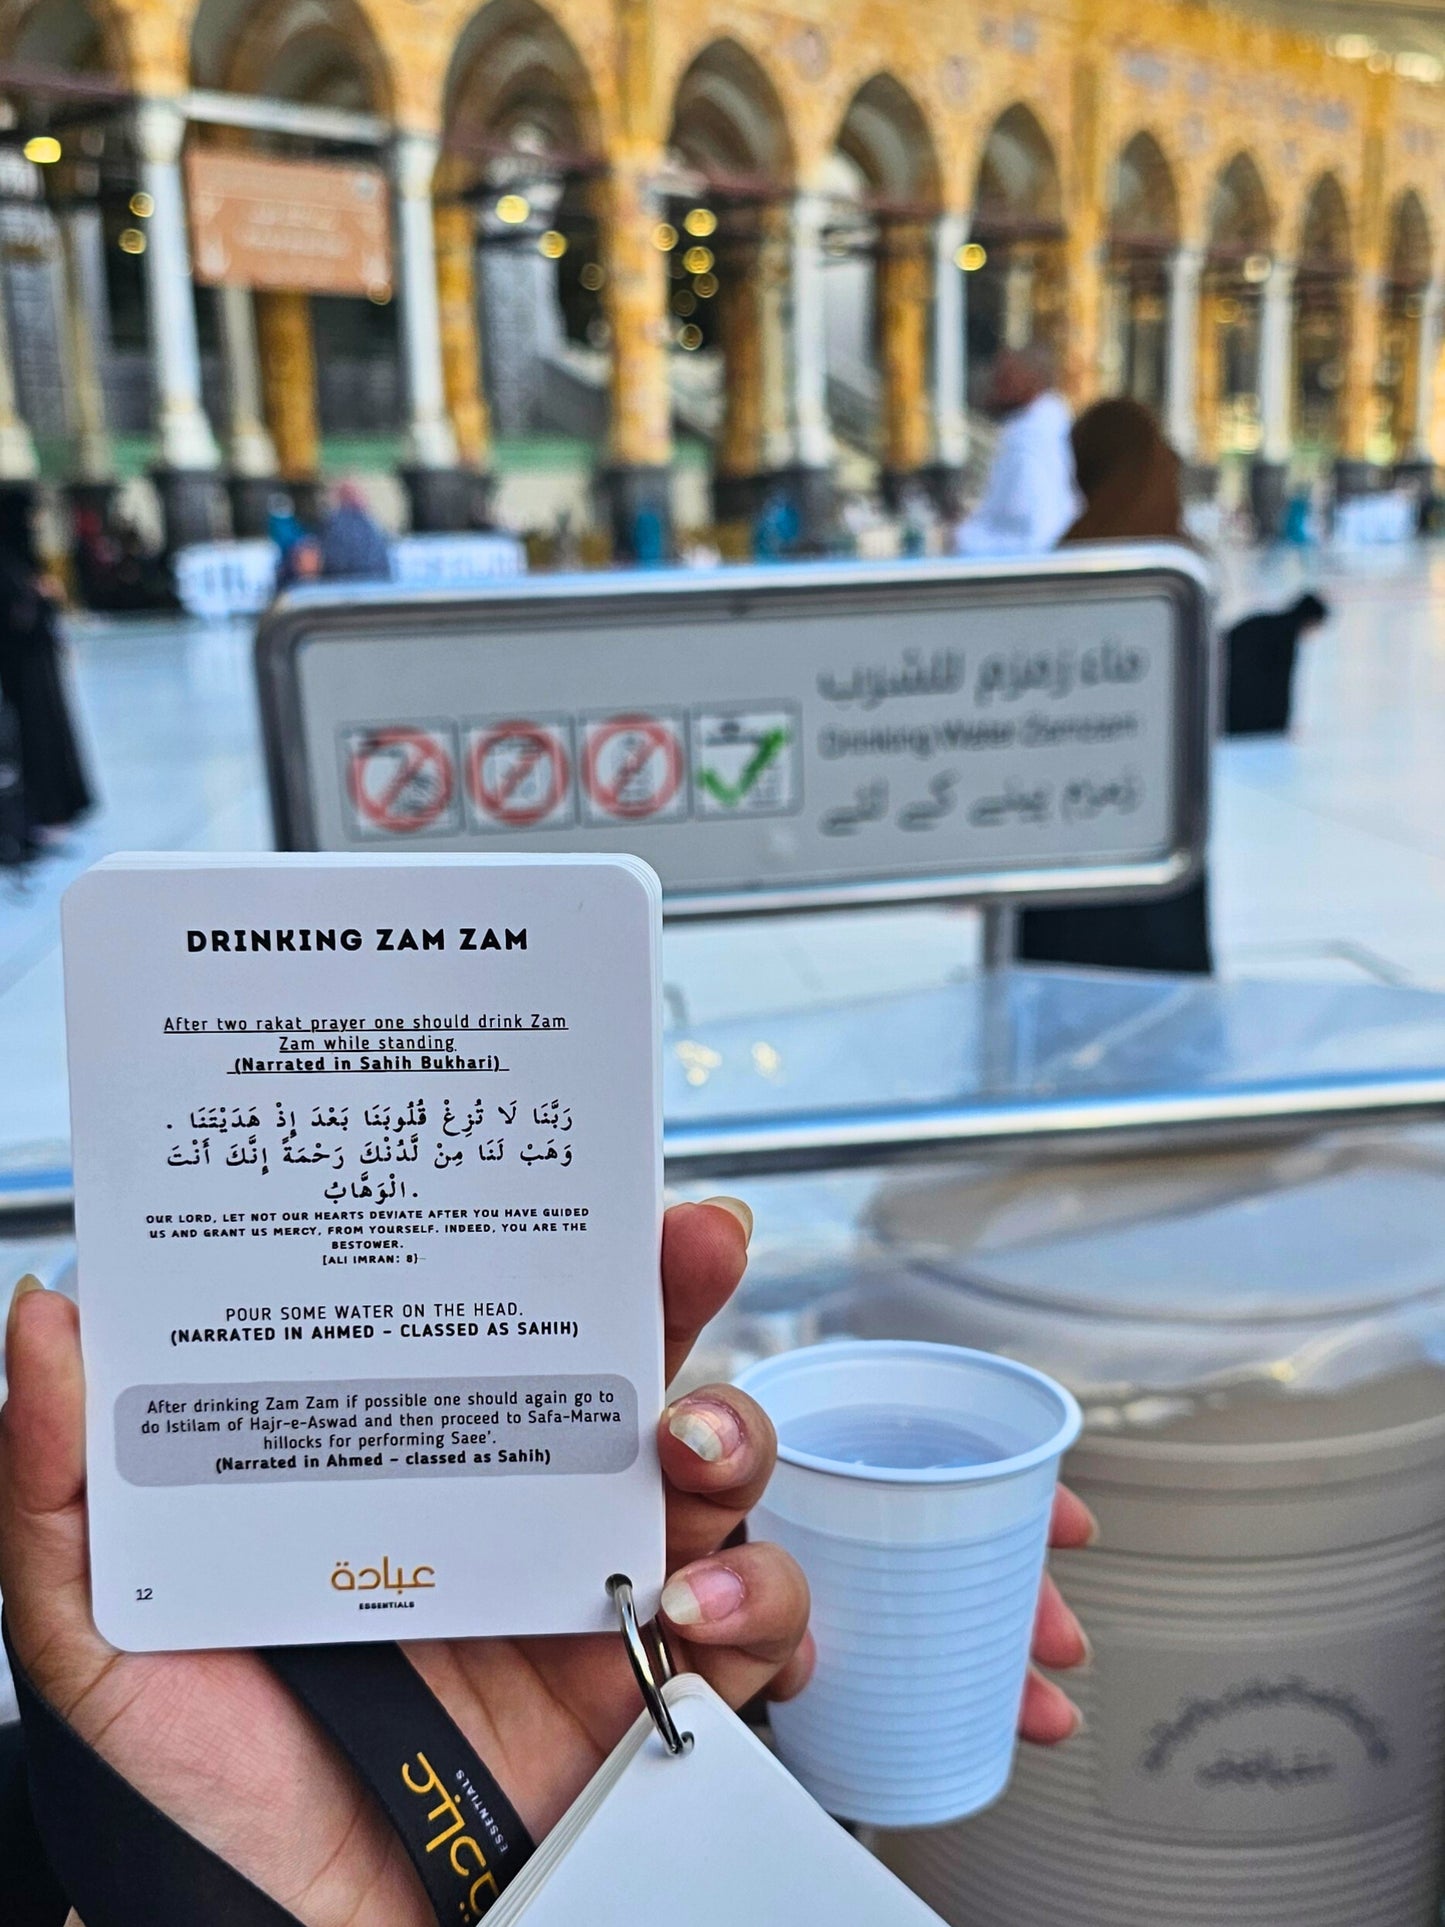 ماء زمزم للشرب
Drinking Water Zamzam
زمزم پینے کے لئے
DRINKING ZAM ZAM
After two rakat prayer one should drink Zam
Zam while standing
(Narrated in Sahih Bukhari)
رَبَّنَا لَا تُزِغْ قُلُوبَنَا بَعْدَ إِذْ هَدَيْتَنَا .
وَهَبْ لَنَا مِنْ لَّدُنْكَ رَحْمَةً إِنَّكَ أَنْتَ
الْوَهَّابُ.
OUR LORD, LET NOT OUR HEARTS DEVIATE AFTER YOU HAVE GUIDED
US AND GRANT US MERCY, FROM YOURSELF. INDEED, YOU ARE THE
BESTOWER.
[ALI IMRAN: 8}
POUR SOME WATER ON THE HEAD.
(NARRATED IN AHMED – CLASSED AS SAHIH)
After drinking Zam Zam if possible one should again go to
do Istilam of Hajr-e-Aswad and then proceed to Safa-Marwa
hillocks for performing Saee'.
(Narrated in Ahmed – classed as Sahih)
12
عبادة
ESSENTIALS
عبادة
ESSENTIALS